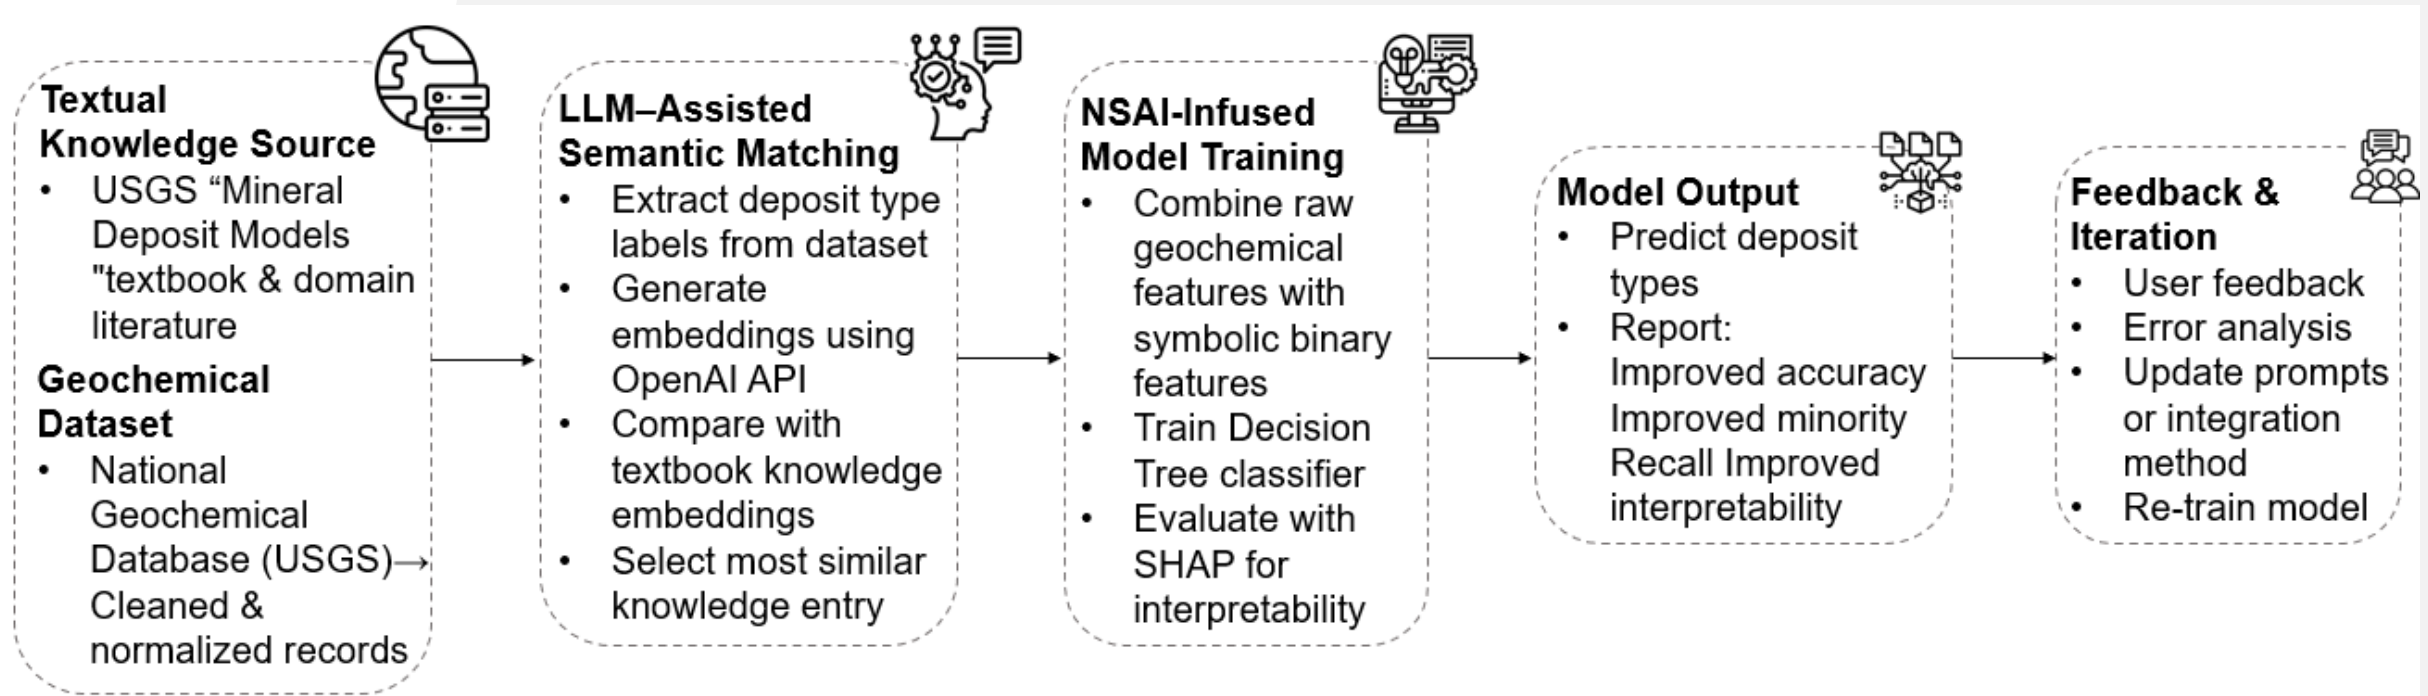 Textual
Knowledge Source
• USGS “Mineral
Deposit Models
"textbook & domain
literature
Geochemical
Dataset
• National
Geochemical
Database (USGS)→
Cleaned &
normalized records
LLM–Assisted
Semantic Matching
• Extract deposit type
labels from dataset
• Generate
embeddings using
OpenAI API
• Compare with
textbook knowledge
embeddings
• Select most similar
knowledge entry
NSAI-Infused
Model Training
• Combine raw
geochemical
features with
symbolic binary
features
• Train Decision
Tree classifier
• Evaluate with
SHAP for
interpretability
Model Output
• Predict deposit
types
• Report:
Improved accuracy
Improved minority
Recall Improved
interpretability
Feedback &
Iteration
• User feedback
• Error analysis
• Update prompts
or integration
method
• Re-train model